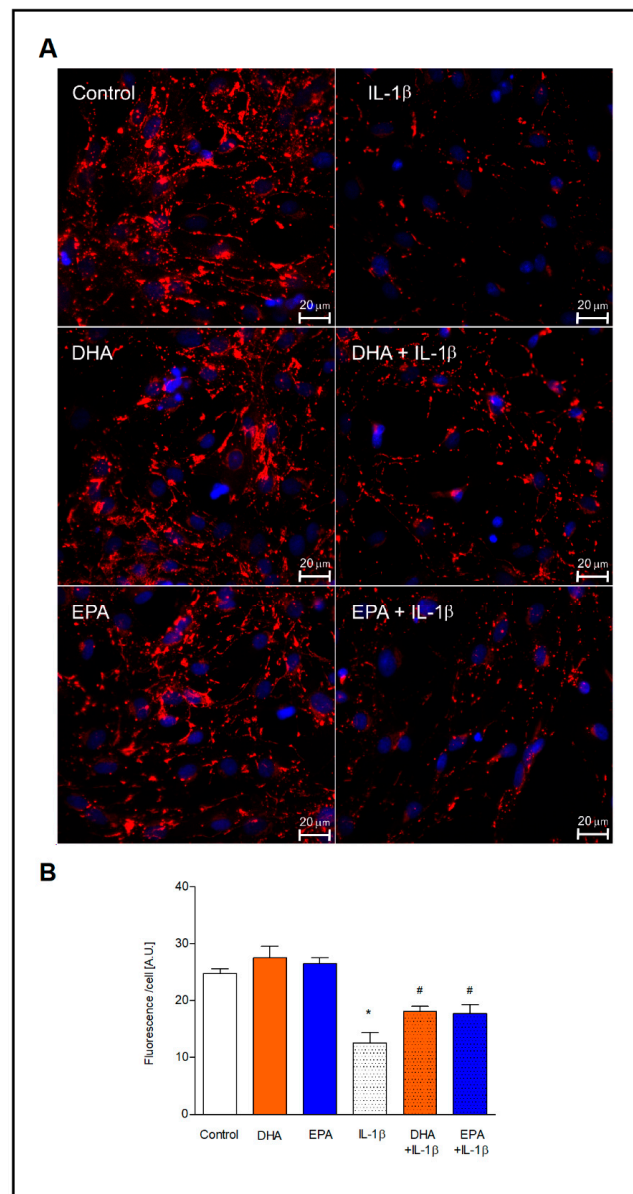 A
Control
IL-1β
20 μm
20 μm
DHA
DHA + IL-1β
20 μm
20 μm
EPA
EPA + IL-1β
20 μm
20 μm
B
Fluorescence /cell [A.U.]
40
30
20
10
0
*
#
#
Control
DHA
EPA
IL-1β
DHA
+IL-1β
EPA
+IL-1β